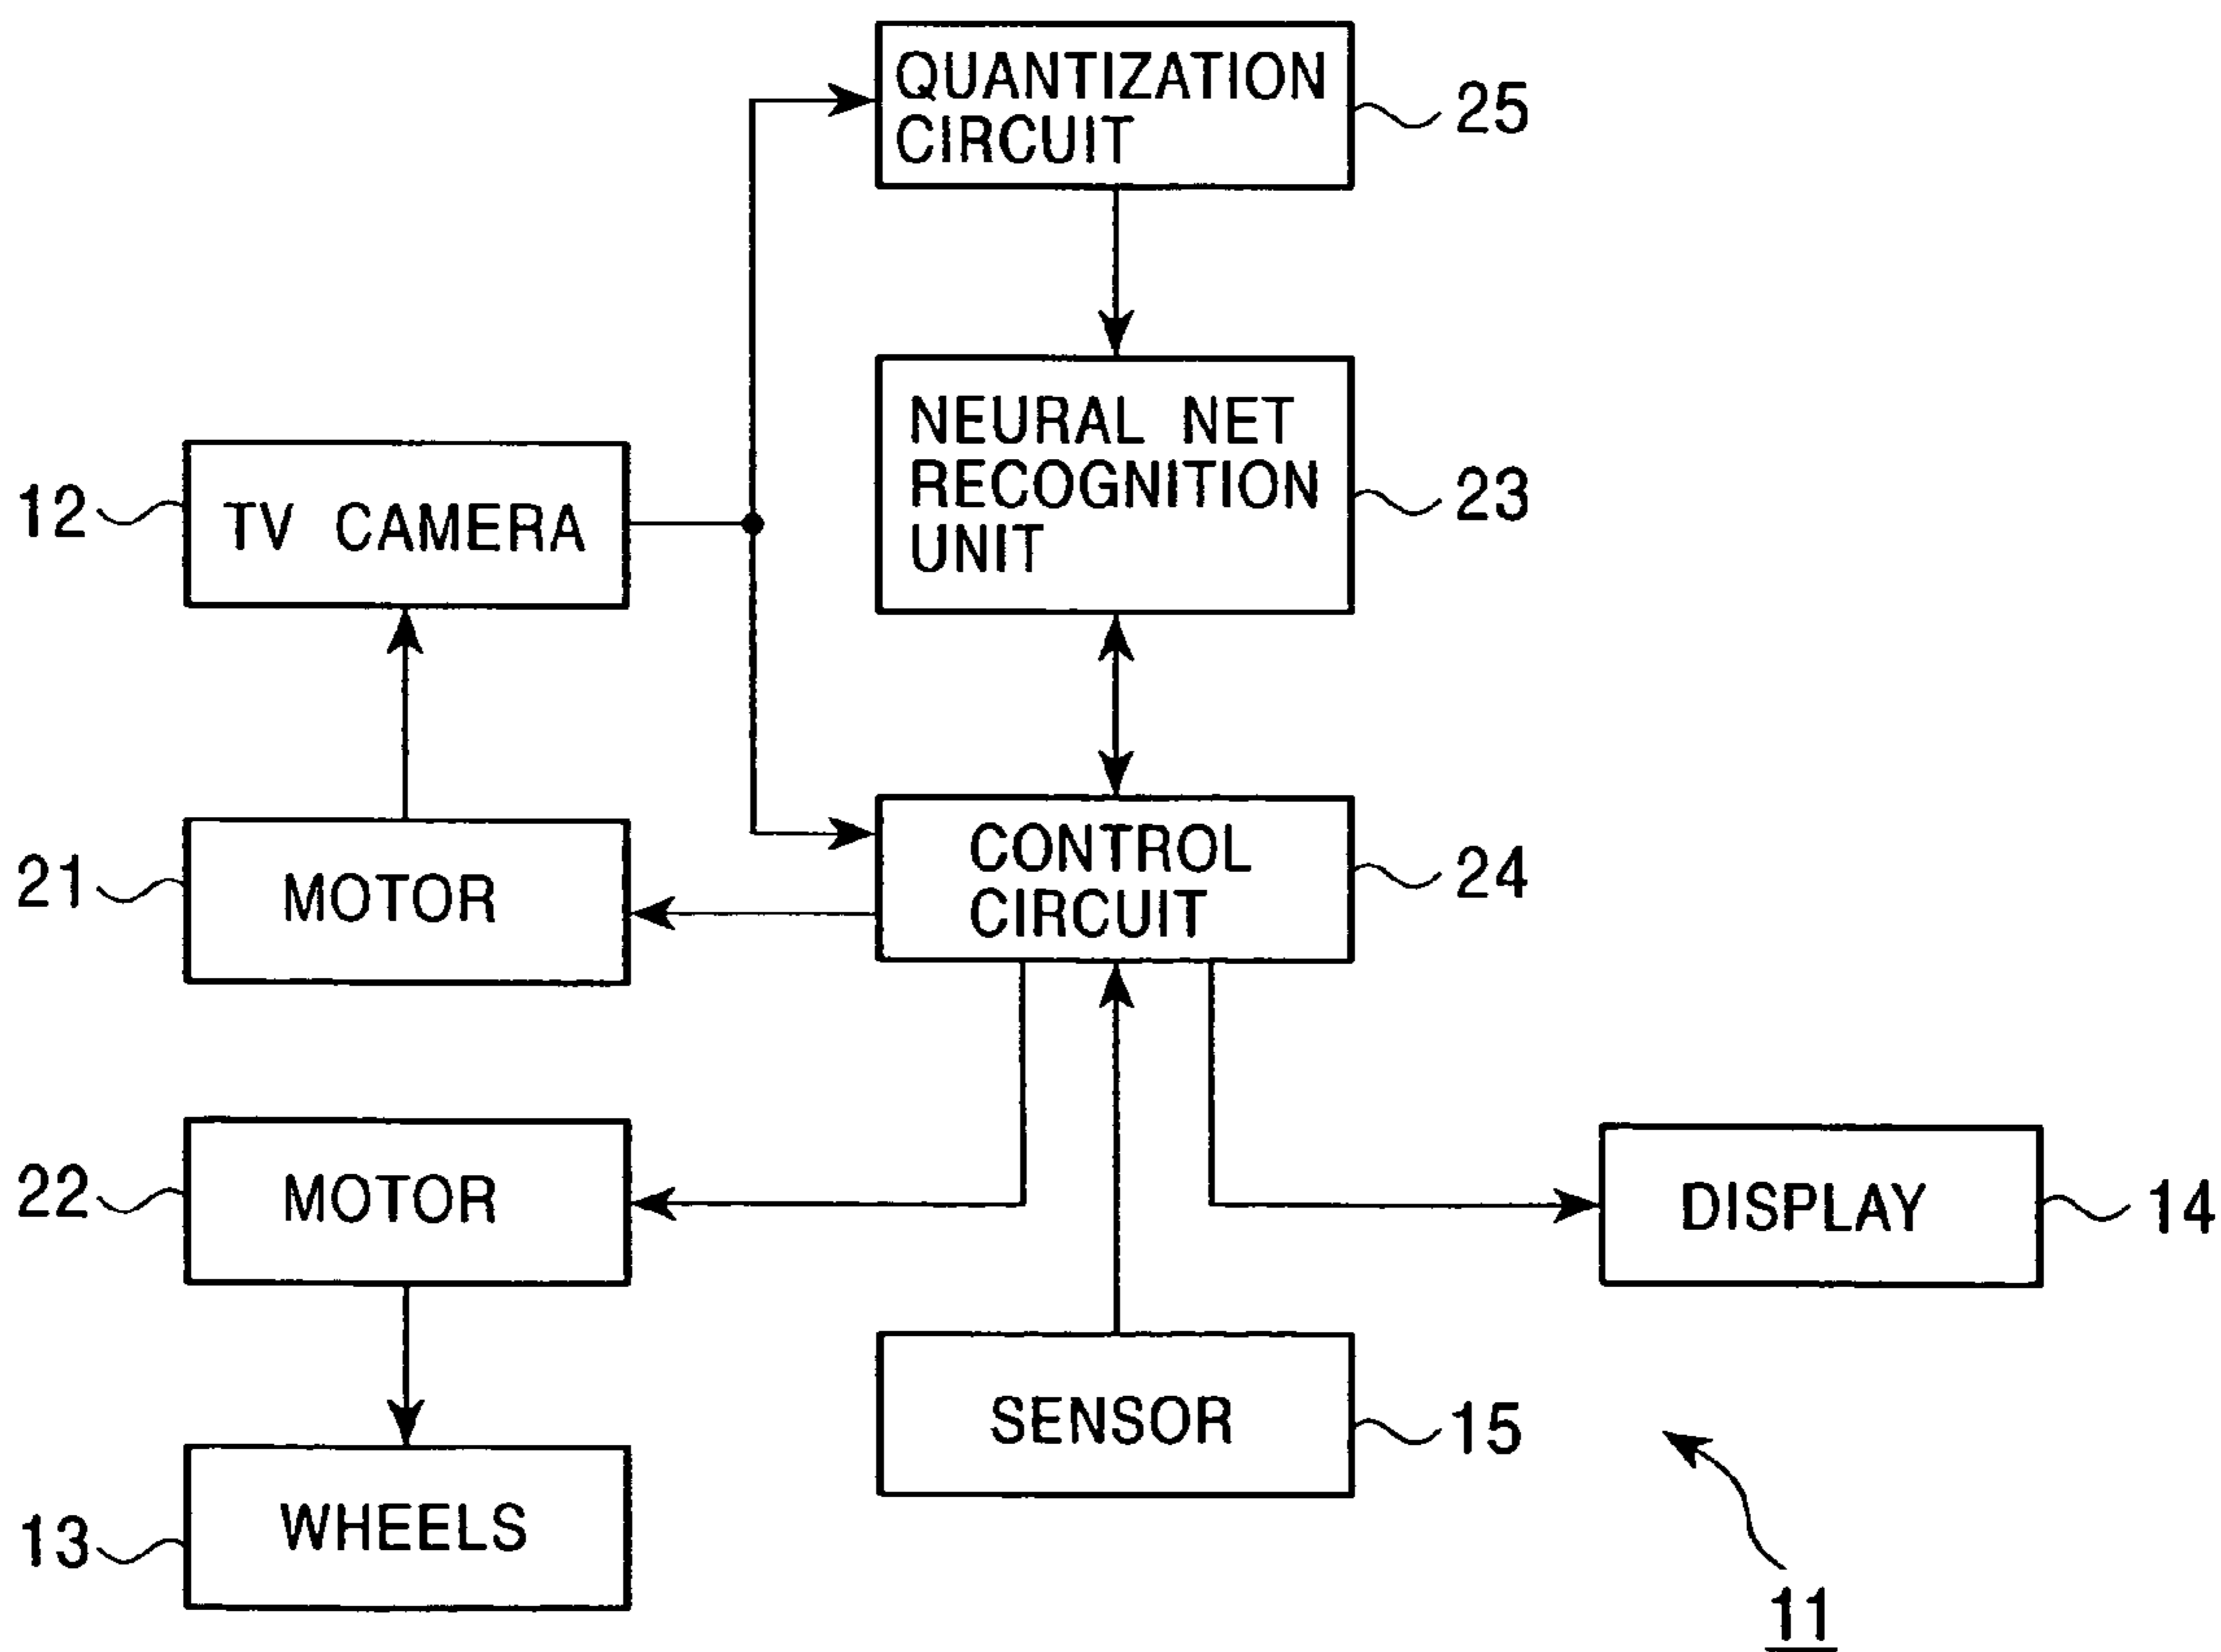 QUANTIZATION
CIRCUIT
25
NEURAL NET
RECOGNITION
UNIT
23
12
TV CAMERA
21
MOTOR
CONTROL
CIRCUIT
24
22
MOTOR
DISPLAY
14
SENSOR
15
13
WHEELS
11